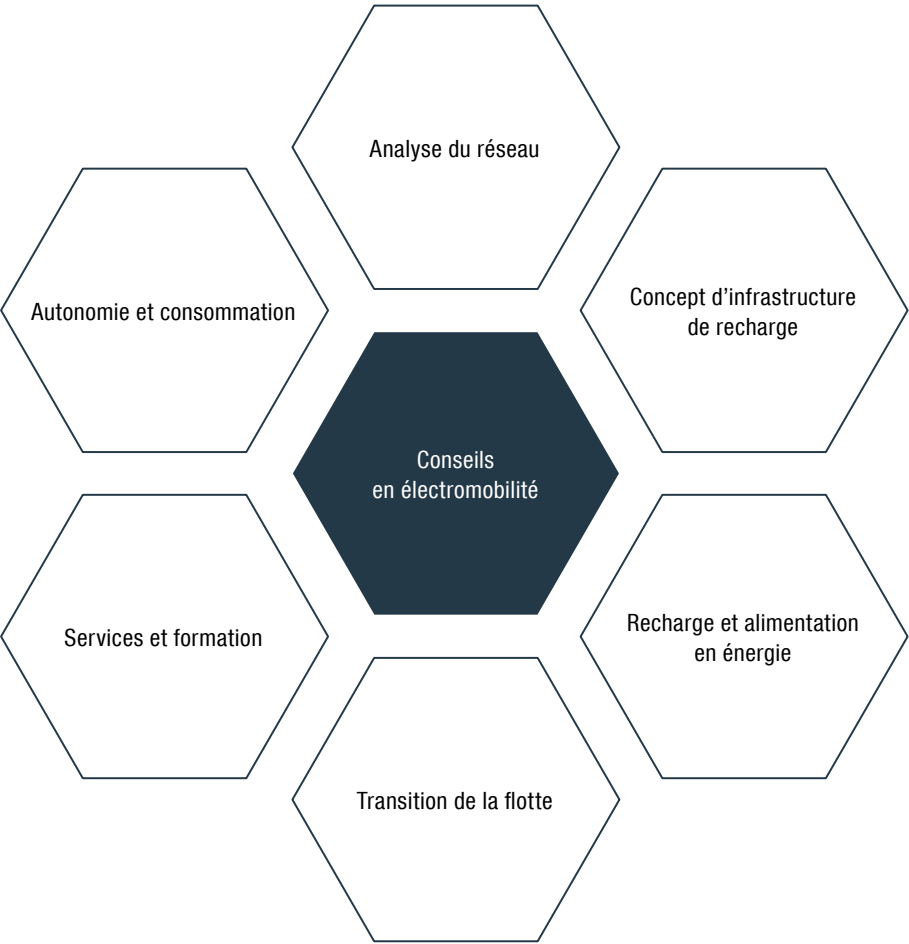 Analyse du réseau
Autonomie et consommation
Concept d’infrastructure
de recharge
Conseils
en électromobilité
Services et formation
Recharge et alimentation
en énergie
Transition de la flotte